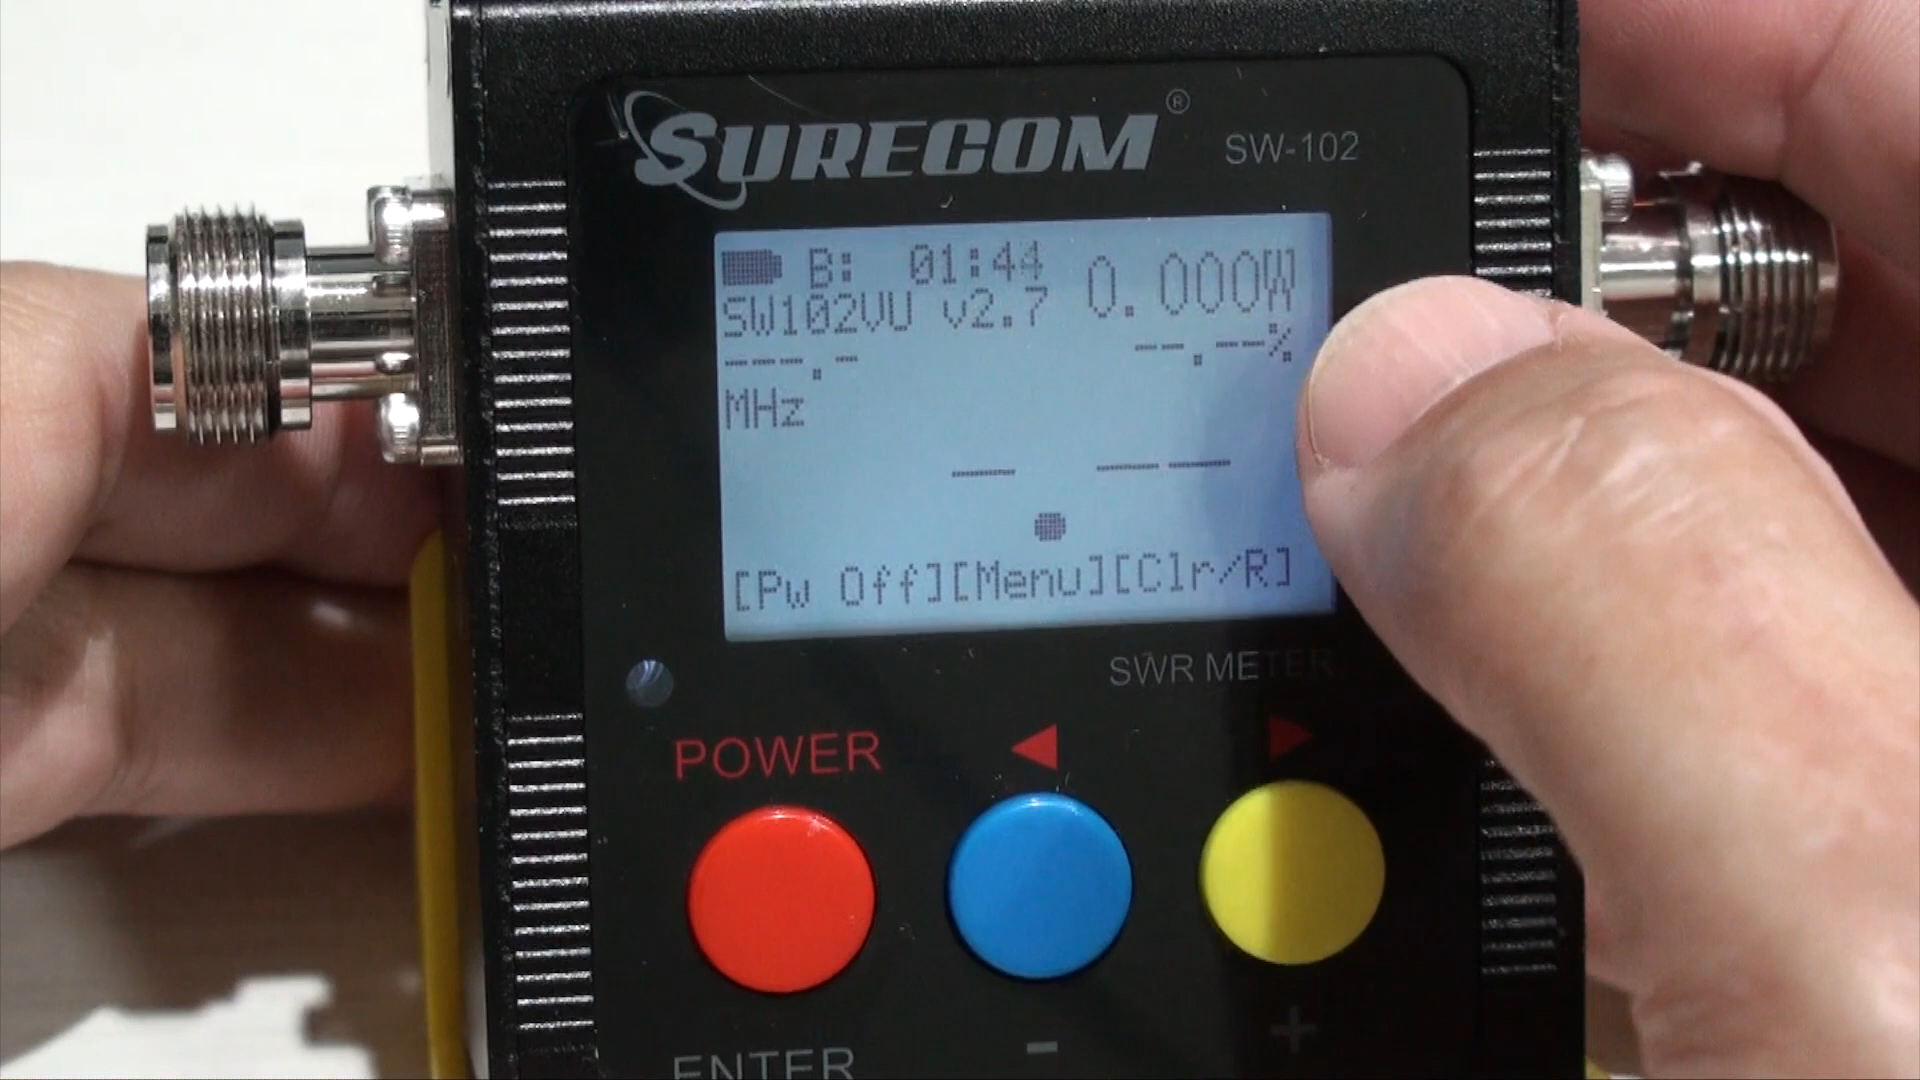 SURECOM ®
SW-102
B: 01:44 0.000W
SW102VU v2.7
---.- --.--%
MHz
- --
[Pw Off][Menu][Clr/R]
SWR METER
POWER ◀ ▶
ENTER - +